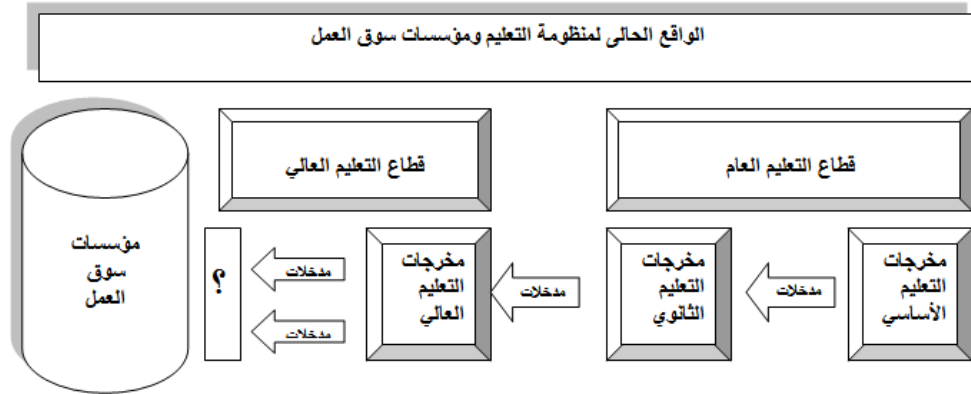 الواقع الحالى لمنظومة التعليم ومؤسسات سوق العمل
قطاع التعليم العام
قطاع التعليم العالي
مخرجات
التعليم
الأساسي
مدخلات
مخرجات
التعليم
الثانوي
مدخلات
مخرجات
التعليم
العالي
مدخلات
مدخلات
؟
مؤسسات
سوق
العمل